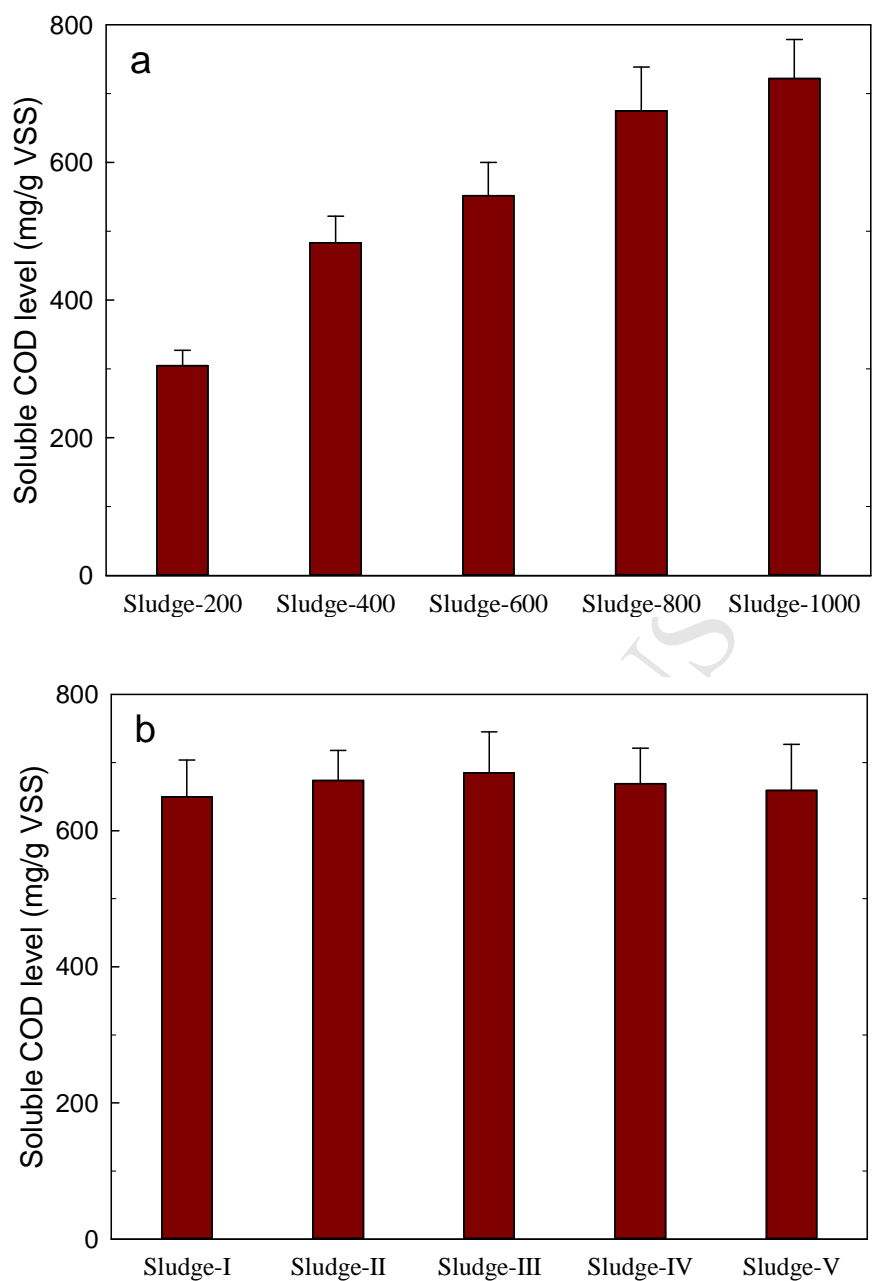 a
Soluble COD level (mg/g VSS)
800
600
400
200
0
Sludge-200 Sludge-400 Sludge-600 Sludge-800 Sludge-1000
b
Soluble COD level (mg/g VSS)
800
600
400
200
0
Sludge-I Sludge-II Sludge-III Sludge-IV Sludge-V